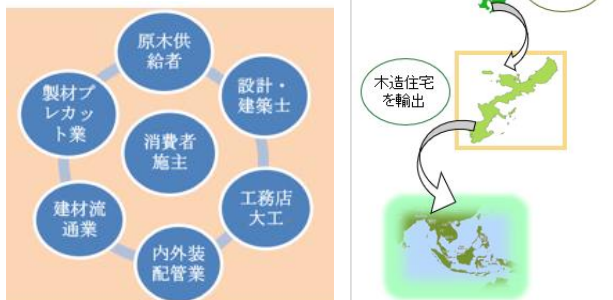 原木供
給者
設計・
建築士
工務店
大工
内外装
配管業
建材流
通業
製材プ
レカッ
ト業
消費者
施主
木造住宅
を輸出